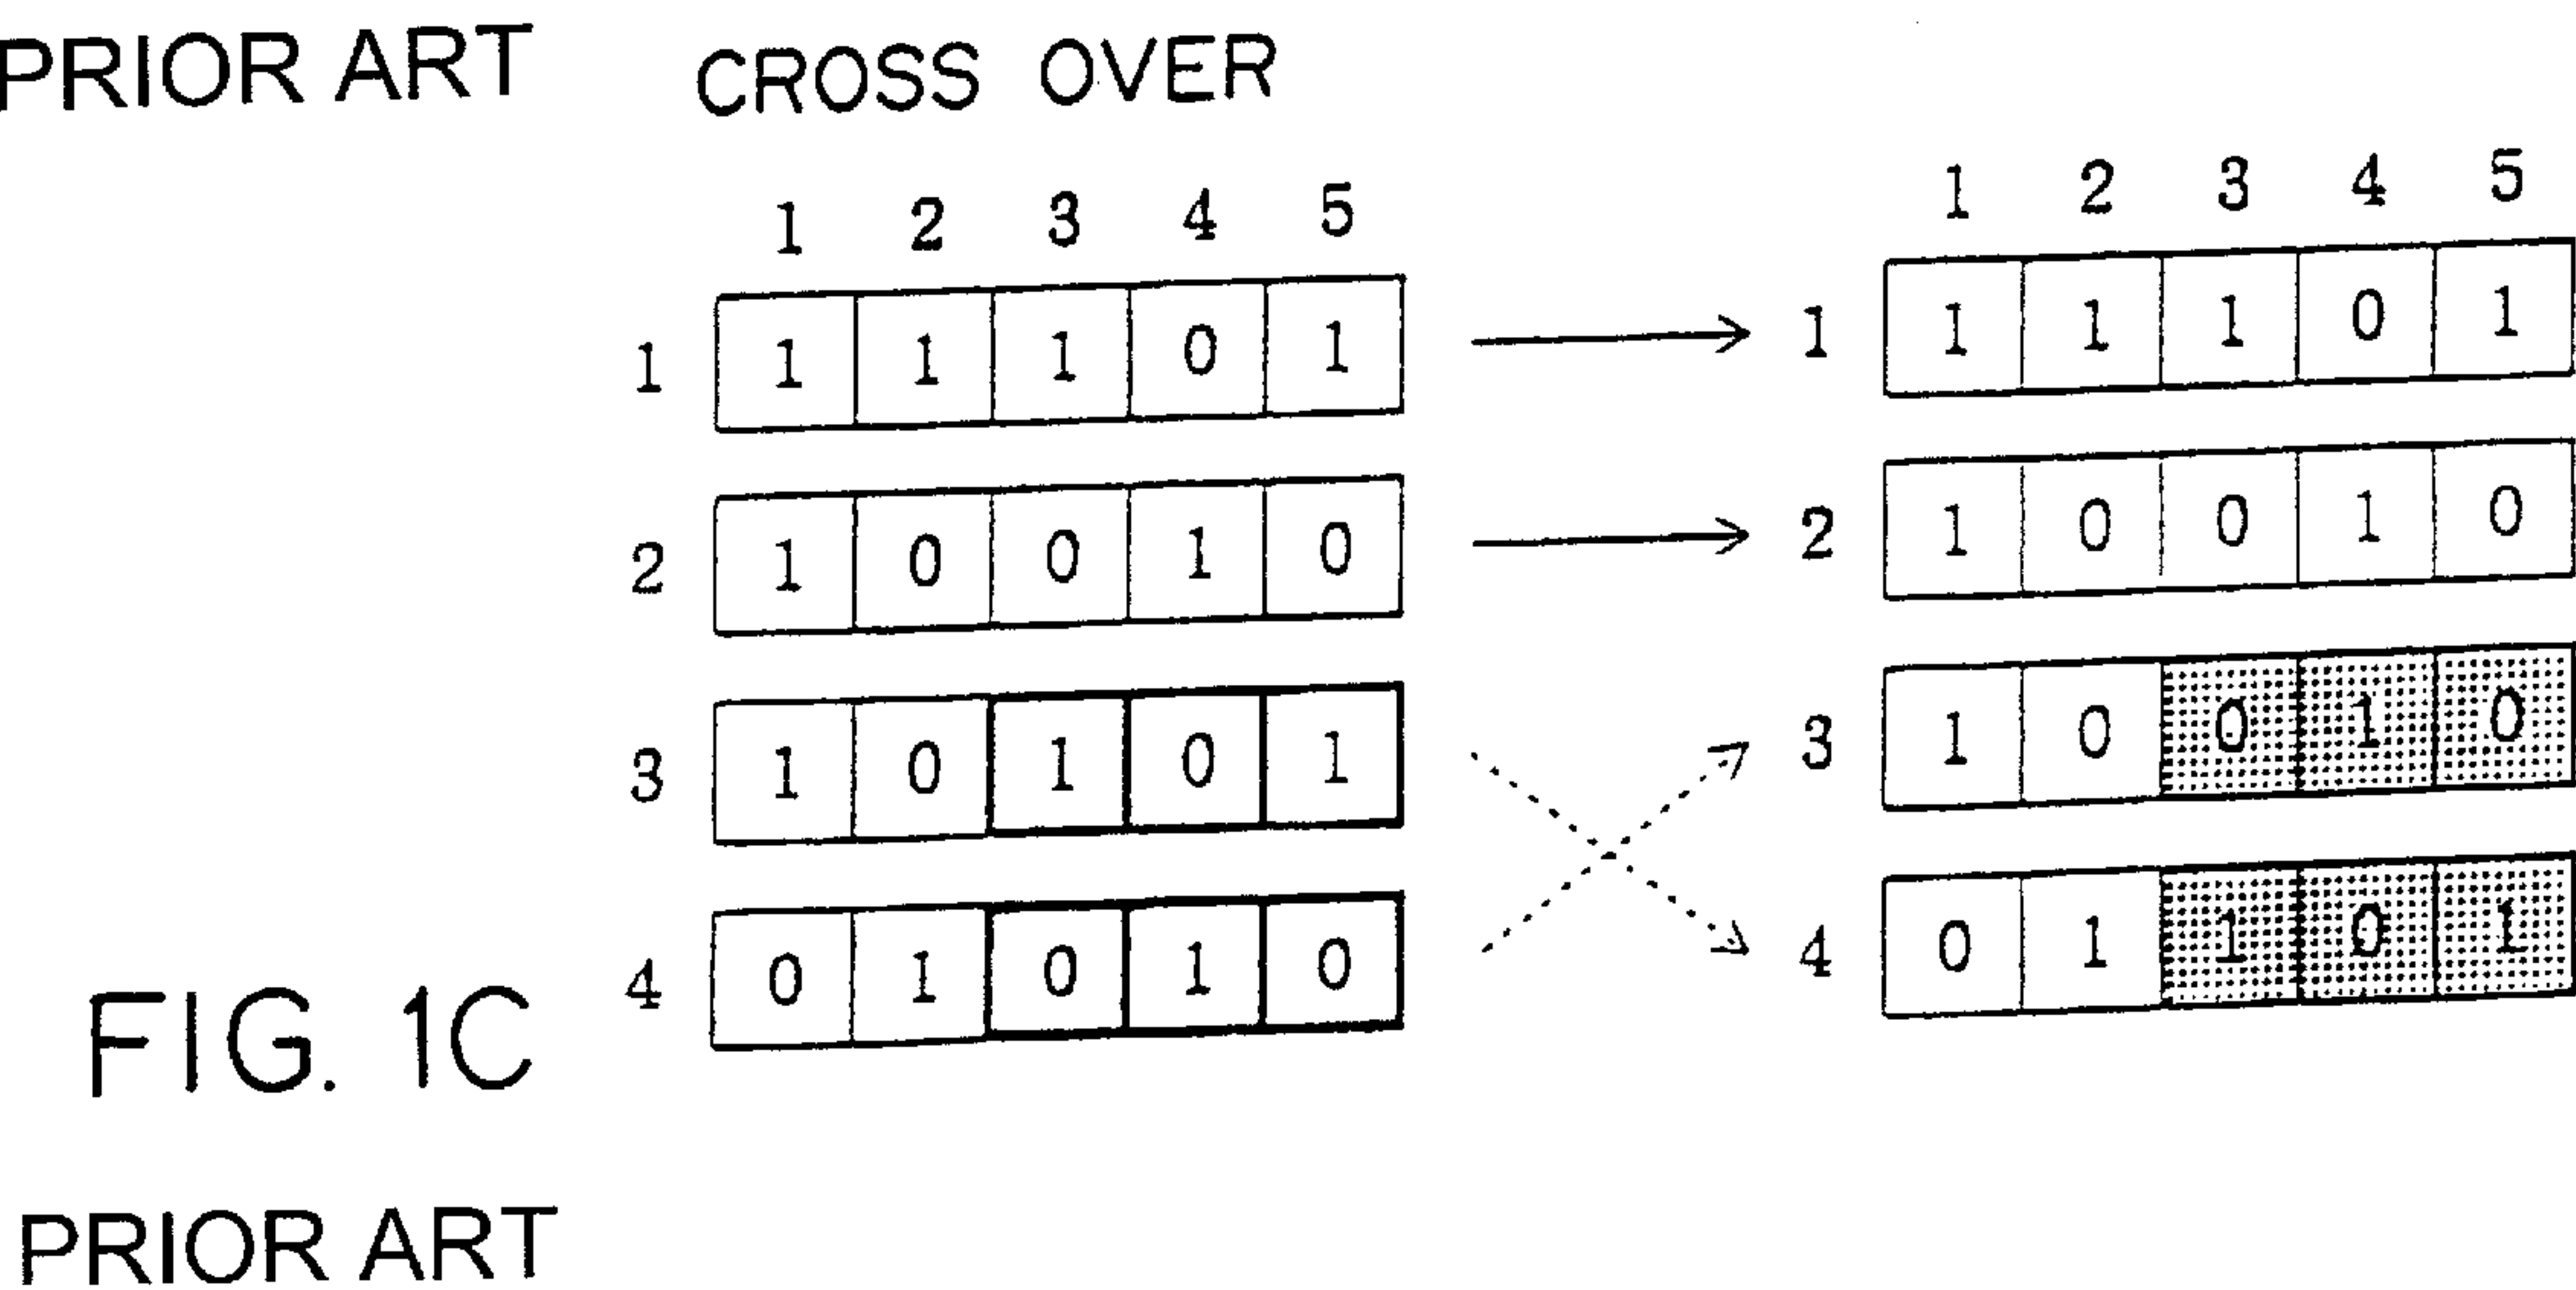 PRIOR ART CROSS OVER
1 2 3 4 5 1 2 3 4 5
1 1 1 1 0 1 1 1 1 1 0 1
2 1 0 0 1 0 2 1 0 0 1 0
3 1 0 1 0 1 3 1 0 0 1 0
4 0 1 0 1 0 4 0 1 1 0 1
FIG. 1C
PRIOR ART